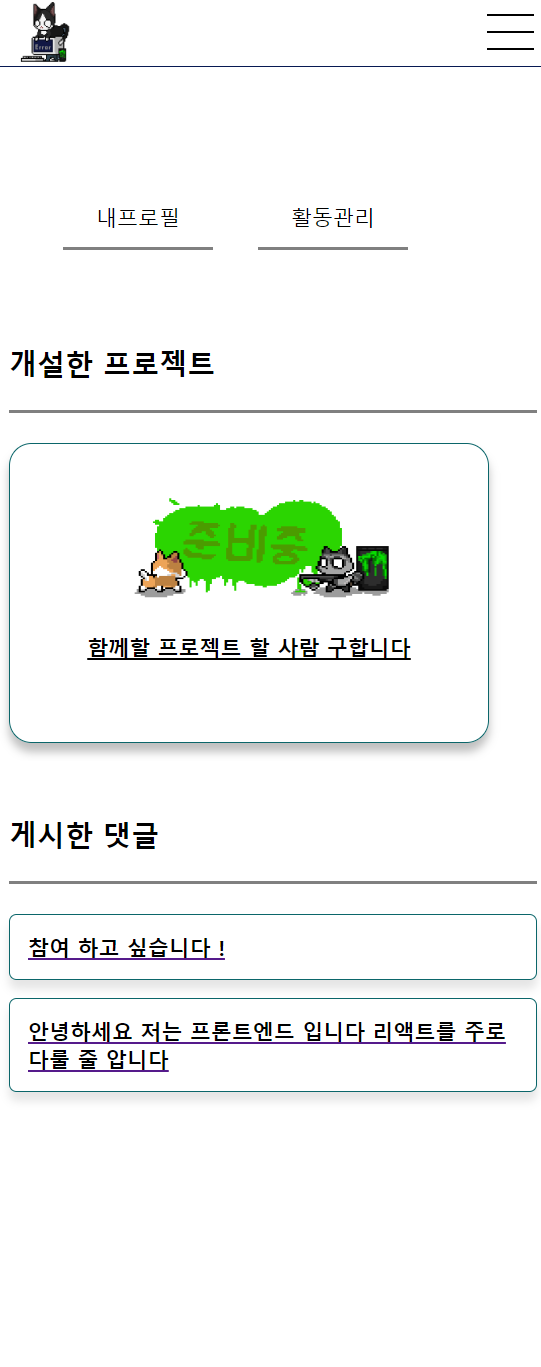 Error
내프로필
활동관리
개설한 프로젝트
준비중
함께할 프로젝트 할 사람 구합니다
게시한 댓글
참여 하고 싶습니다 !
안녕하세요 저는 프론트엔드 입니다 리액트를 주로
다룰 줄 압니다